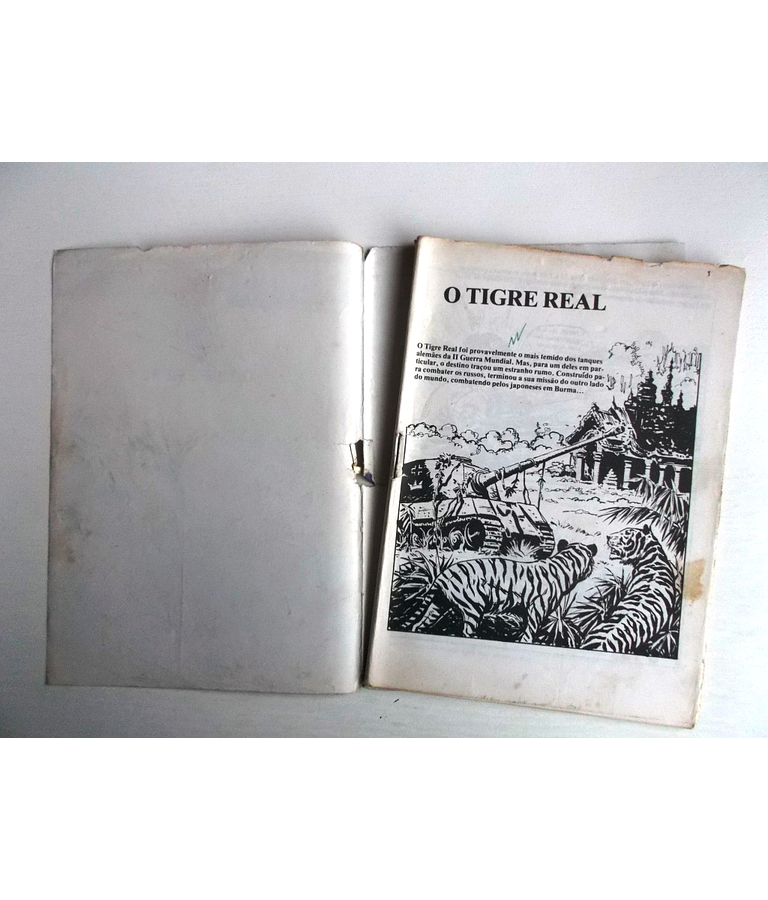 O TIGRE REAL
O Tigre Real foi provavelmente o mais temido dos tanques
alemães da II Guerra Mundial. Mas, para um deles em par-
ticular, o destino traçou um estranho rumo. Construído pa-
ra combater os russos, terminou a sua missão do outro lado
do mundo, combatendo pelos japoneses em Burma...